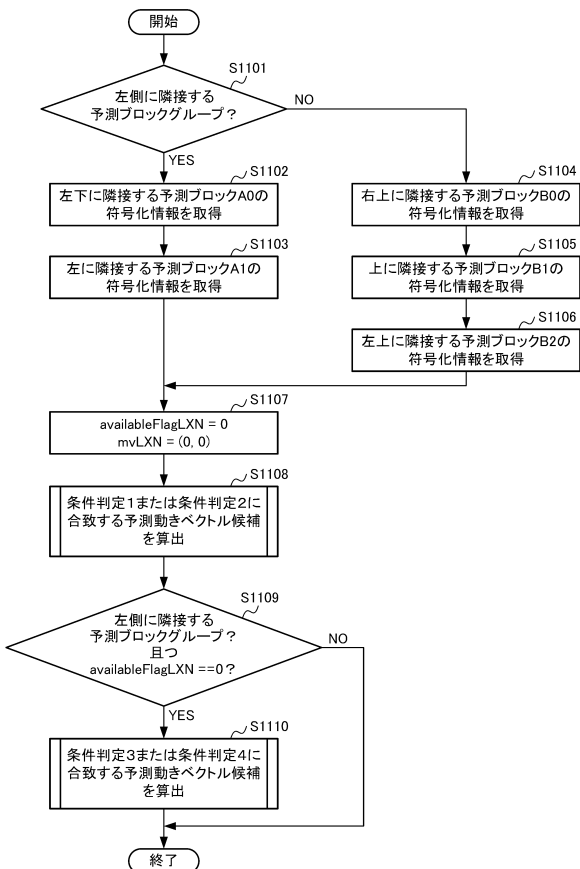 開始
S1101
左側に隣接する
予測ブロックグループ？
NO
YES
S1102
左下に隣接する予測ブロックA0の
符号化情報を取得
S1103
左に隣接する予測ブロックA1の
符号化情報を取得
S1104
右上に隣接する予測ブロックB0の
符号化情報を取得
S1105
上に隣接する予測ブロックB1の
符号化情報を取得
S1106
左上に隣接する予測ブロックB2の
符号化情報を取得
S1107
availableFlagLXN = 0
mvLXN = (0, 0)
S1108
条件判定１または条件判定２に
合致する予測動きベクトル候補
を算出
S1109
左側に隣接する
予測ブロックグループ？
且つ
availableFlagLXN ==0？
NO
YES
S1110
条件判定３または条件判定４に
合致する予測動きベクトル候補
を算出
終了